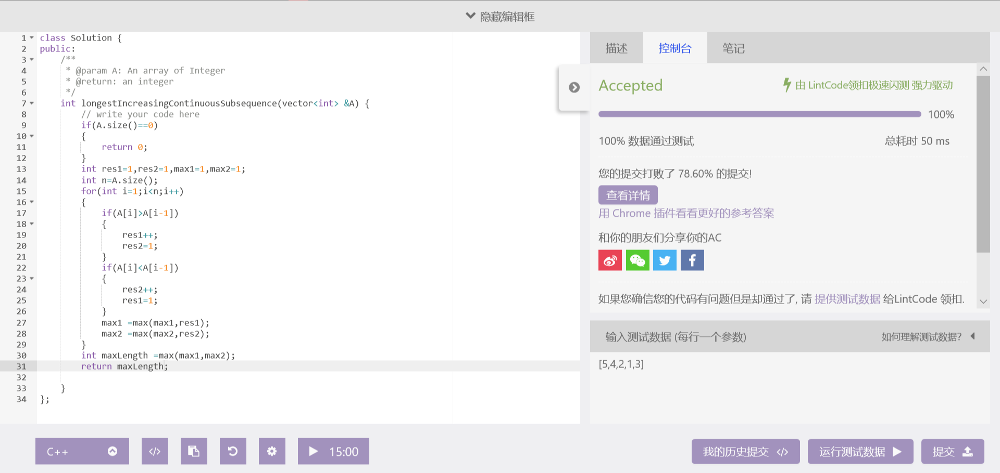 隐藏编辑框
1 class Solution {
2 public:
3     /**
4      * @param A: An array of Integer
5      * @return: an integer
6      */
7     int longestIncreasingContinuousSubsequence(vector<int> &A) {
8         // write your code here
9         if(A.size()==0)
10         {
11             return 0;
12         }
13         int res1=1,res2=1,max1=1,max2=1;
14         int n=A.size();
15         for(int i=1;i<n;i++)
16         {
17             if(A[i]>A[i-1])
18             {
19                 res1++;
20                 res2=1;
21             }
22             if(A[i]<A[i-1])
23             {
24                 res2++;
25                 res1=1;
26             }
27             max1 =max(max1,res1);
28             max2 =max(max2,res2);
29         }
30         int maxLength =max(max1,max2);
31         return maxLength;
32
33     }
34 };
描述 控制台 笔记
Accepted 由 LintCode领扣极速闪测 强力驱动
100%
100% 数据通过测试 总耗时 50 ms
您的提交打败了 78.60% 的提交!
查看详情
用 Chrome 插件看看更好的参考答案
和你的朋友们分享你的AC
如果您确信您的代码有问题但是却通过了, 请 提供测试数据 给LintCode 领扣.
输入测试数据 (每行一个参数) 如何理解测试数据?
[5,4,2,1,3]
C++ 15:00 我的历史提交 运行测试数据 提交